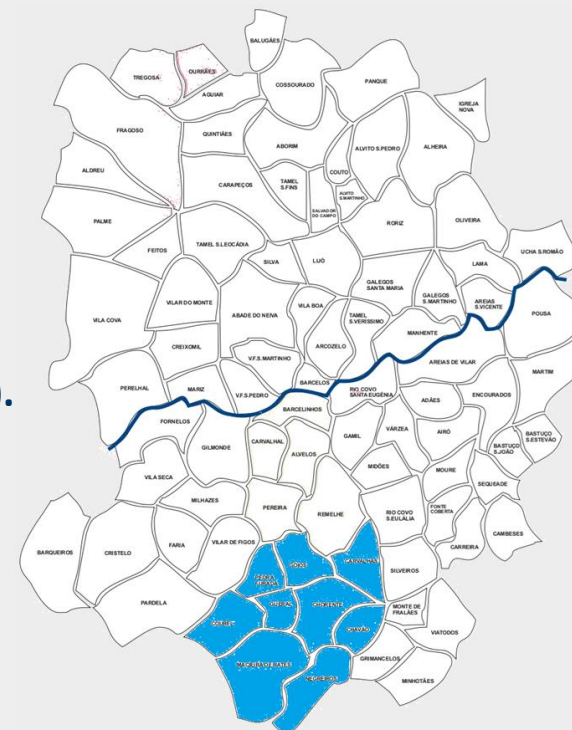 BALUGÃES
TREGOSA
DURRÃES
COSSOURADO
PANQUE
AGUIAR
IGREJA
NOVA
FRAGOSO
QUINTIÃES
ABORIM
ALVITO S.PEDRO
ALHEIRA
ALDREU
CARAPEÇOS
TAMEL
S.FINS
COUTO
ALVITO
S.MARTINHO
SALVADOR
DO CAMPO
PALME
RORIZ
OLIVEIRA
FEITOS
TAMEL S.LEOCÁDIA
UCHA S.ROMÃO
SILVA
LIJÓ
LAMA
GALEGOS
SANTA MARIA
GALEGOS
S.MARTINHO
AREIAS
S.VICENTE
VILA COVA
VILAR DO MONTE
ABADE DO NEIVA
VILA BOA
TAMEL
S.VERISSIMO
POUSA
MANHENTE
CREIXOMIL
ARCOZELO
V.F.S.MARTINHO
AREIAS DE VILAR
MARTIM
PERELHAL
MARIZ
V.F.S.PEDRO
BARCELOS
RIO COVO
SANTA EUGÉNIA
ENCOURADOS
).
BARCELINHOS
ADÃES
FORNELOS
GILMONDE
CARVALHAL
GAMIL
VÁRZEA
AIRÓ
BASTUÇO
S.ESTEVÃO
BASTUÇO
S.JOÃO
ALVELOS
MIDÕES
MOURE
VILA SECA
SEQUEADE
MILHAZES
PEREIRA
REMELHE
RIO COVO
S.EULÁLIA
FONTE
COBERTA
CAMBESES
BARQUEIROS
CRISTELO
FARIA
VILAR DE FIGOS
CARREIRA
GOIOS
CARVALHAS
PEDRA
FURADA
SILVEIROS
PARDELA
GUERAL
CHORENTE
MONTE DE
FRALÃES
COUREL
CHAVÃO
VIATODOS
MACIEIRA DE RATES
GRIMANCELOS
NEGREIROS
MINHOTÃES